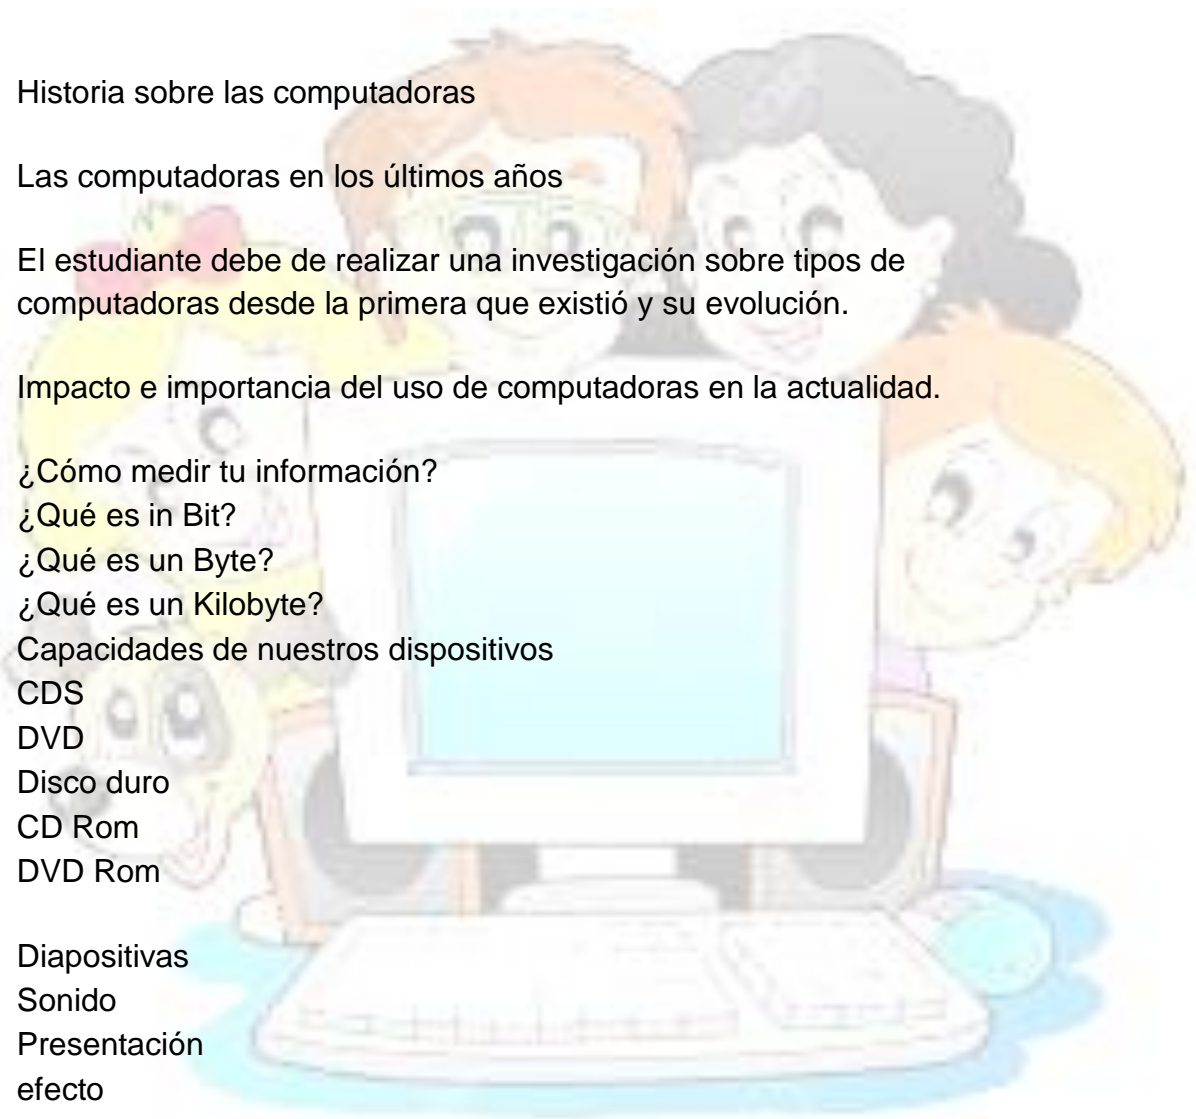 Historia sobre las computadoras
Las computadoras en los últimos años
El estudiante debe de realizar una investigación sobre tipos de
computadoras desde la primera que existió y su evolución.
Impacto e importancia del uso de computadoras en la actualidad.
¿Cómo medir tu información?
¿Qué es in Bit?
¿Qué es un Byte?
¿Qué es un Kilobyte?
Capacidades de nuestros dispositivos
CDS
DVD
Disco duro
CD Rom
DVD Rom
Diapositivas
Sonido
Presentación
efecto